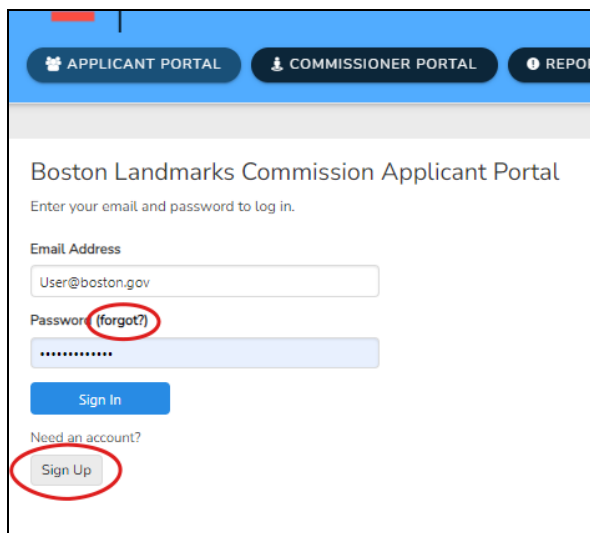 APPLICANT PORTAL COMMISSIONER PORTAL
Boston Landmarks Commission Applicant Portal
Enter your email and password to log in.
Email Address
User@boston.gov
Password (forgot?)
•••••••••••••
Sign In
Need an account?
Sign Up